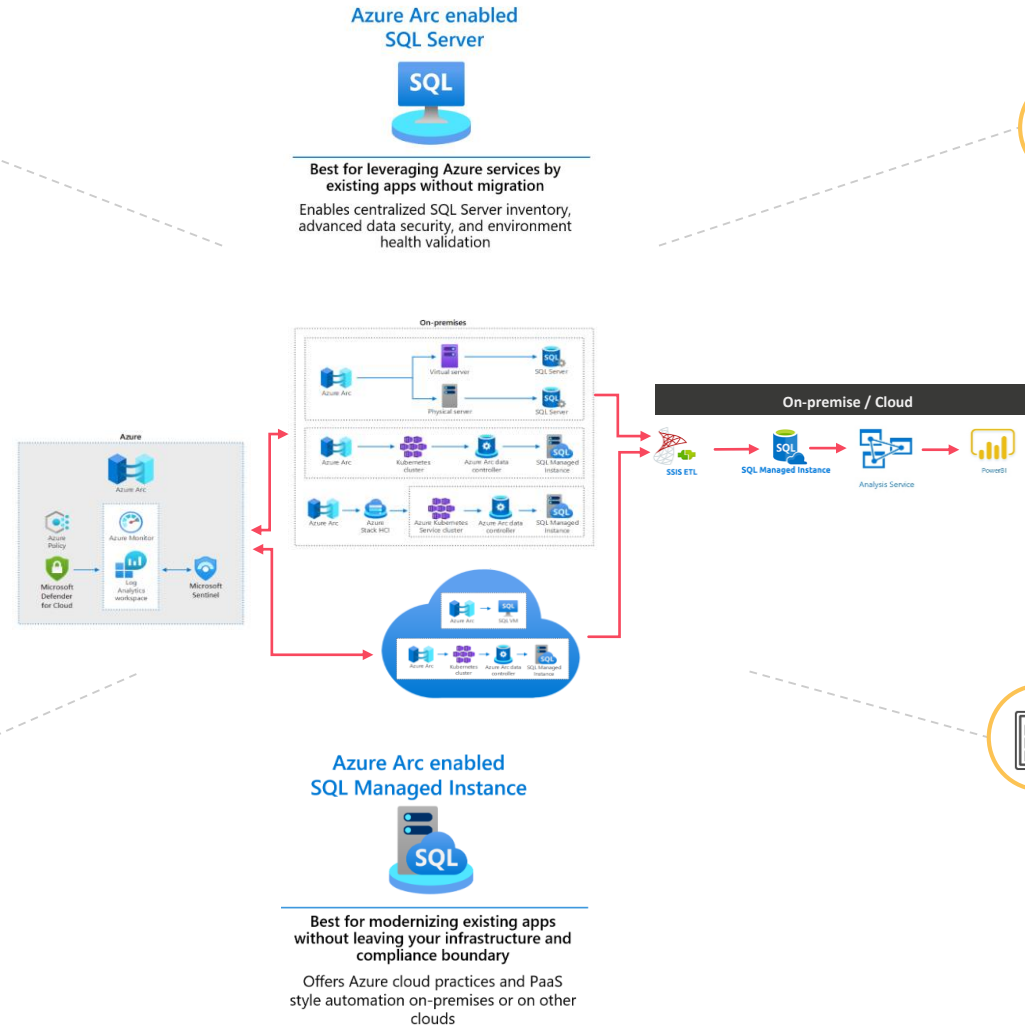 Azure Arc enabled
SQL Server
SQL
Best for leveraging Azure services by
existing apps without migration
Enables centralized SQL Server inventory,
advanced data security, and environment
health validation
On-premises
Azure Arc
Virtual server
SQL
SQL Server
Physical server
SQL
SQL Server
Azure Arc
Kubernetes
cluster
Azure Arc data
controller
SQL
SQL Managed
Instance
Azure Arc
Azure
Stack HCI
Azure Kubernetes
Service cluster
Azure Arc data
controller
SQL
SQL Managed
Instance
Azure
Azure Arc
Azure
Policy
Azure Monitor
Microsoft
Defender
for Cloud
Log
Analytics
workspace
Microsoft
Sentinel
On-premise / Cloud
SSIS ETL
SQL
SQL Managed Instance
Analysis Service
PowerBI
Azure Arc
SQL
SQL VM
Azure Arc
Kubernetes
cluster
Azure Arc data
controller
SQL
SQL Managed
Instance
Azure Arc enabled
SQL Managed Instance
SQL
Best for modernizing existing apps
without leaving your infrastructure and
compliance boundary
Offers Azure cloud practices and PaaS
style automation on-premises or on other
clouds